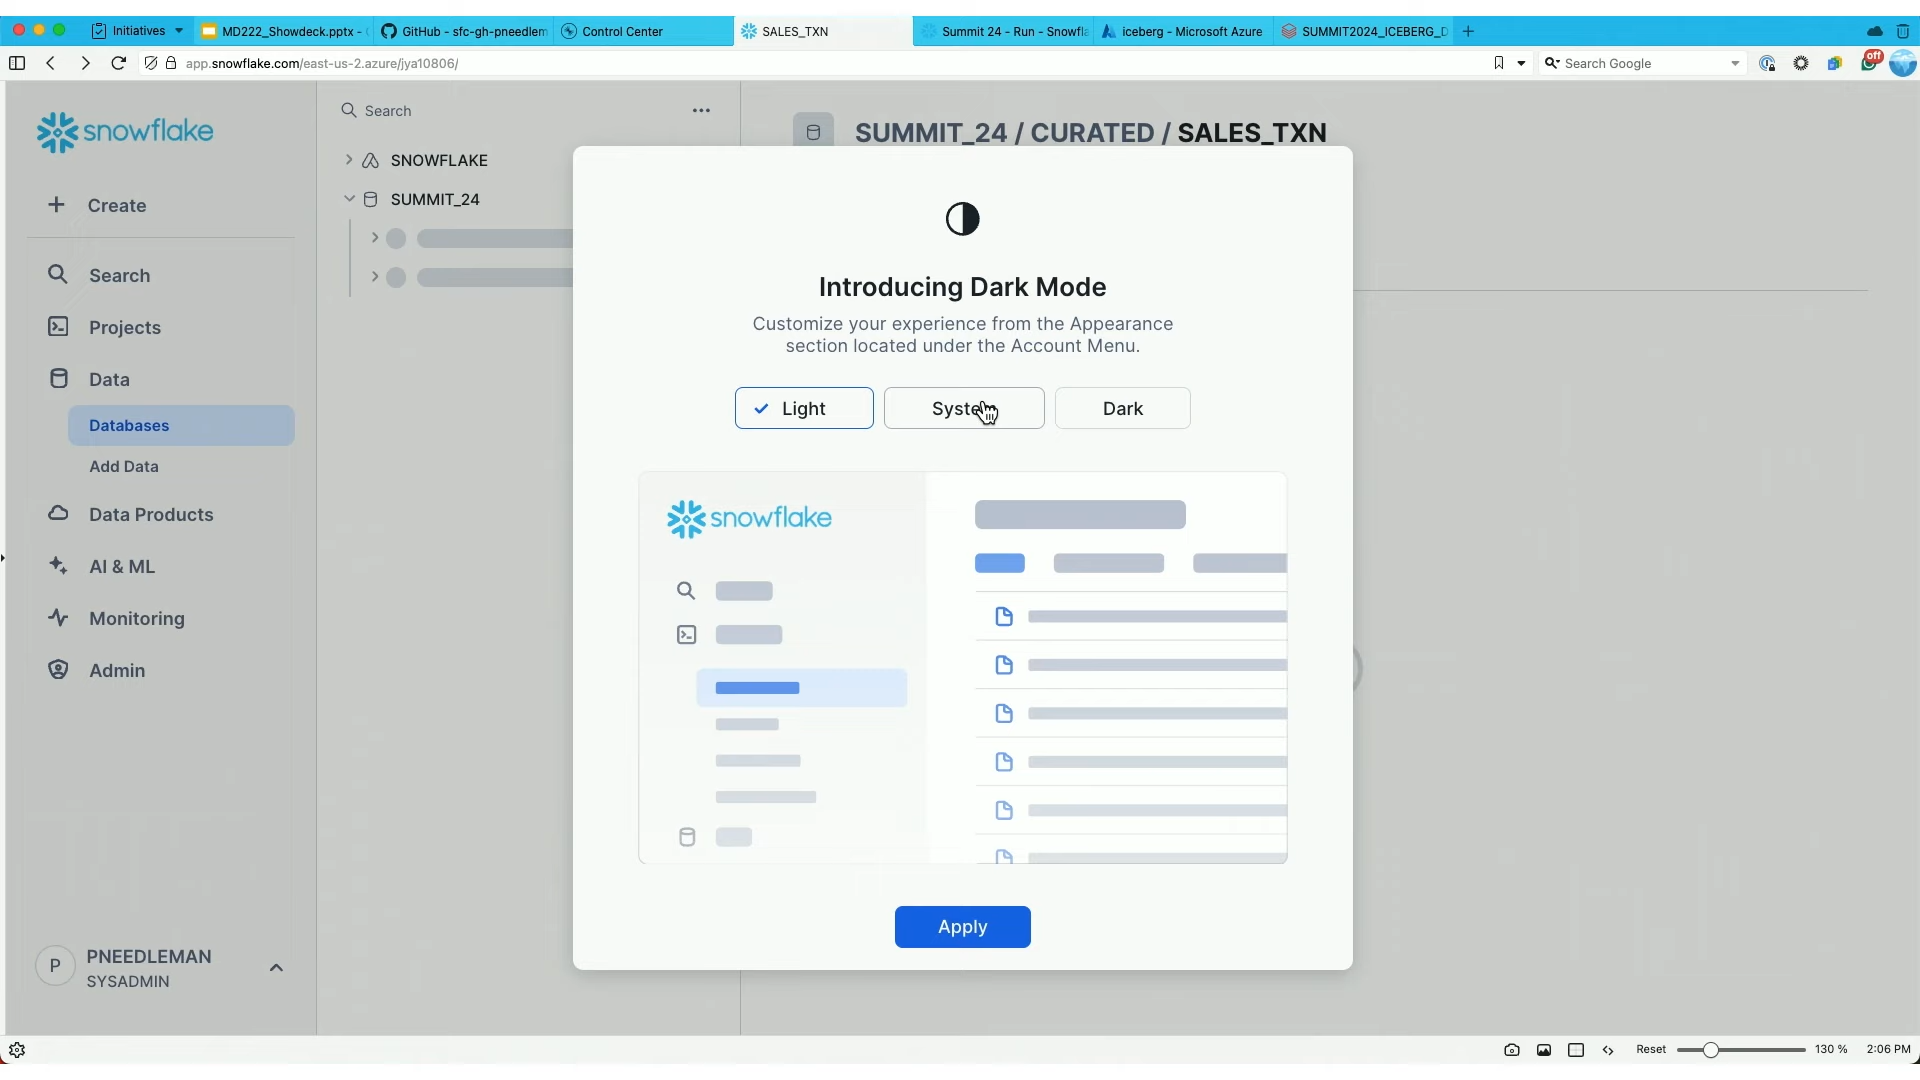 Initiatives
MD222_Showdeck.pptx -
GitHub - sfc-gh-pneedlem
Control Center
SALES_TXN
Summit 24 - Run - Snowfla
iceberg - Microsoft Azure
SUMMIT2024_ICEBERG_D
app.snowflake.com/east-us-2.azure/jya10806/
Search Google
off
snowflake
Create
Search
Projects
Data
Databases
Add Data
Data Products
AI & ML
Monitoring
Admin
P
PNEEDLEMAN
SYSADMIN
Search
SNOWFLAKE
SUMMIT_24
SUMMIT_24 / CURATED / SALES_TXN
Introducing Dark Mode
Customize your experience from the Appearance
section located under the Account Menu.
Light
System
Dark
snowflake
Apply
Reset
130 %
2:06 PM